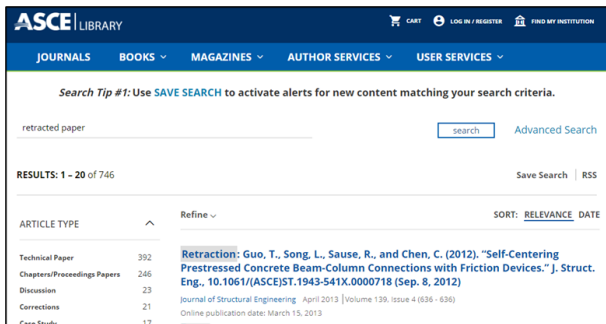 ASCE LIBRARY
CART LOG IN / REGISTER FIND MY INSTITUTION
JOURNALS BOOKS MAGAZINES AUTHOR SERVICES USER SERVICES
Search Tip #1: Use SAVE SEARCH to activate alerts for new content matching your search criteria.
retracted paper
search Advanced Search
RESULTS: 1 – 20 of 746
Save Search RSS
ARTICLE TYPE
Refine
SORT: RELEVANCE DATE
Technical Paper 392
Chapters/Proceedings Papers 246
Discussion 23
Corrections 21
Case Study 17
Retraction: Guo, T., Song, L., Sause, R., and Chen, C. (2012). “Self-Centering
Prestressed Concrete Beam-Column Connections with Friction Devices.” J. Struct.
Eng., 10.1061/(ASCE)ST.1943-541X.0000718 (Sep. 8, 2012)
Journal of Structural Engineering April 2013 | Volume 139, Issue 4 (636 - 636)
Online publication date: March 15, 2013